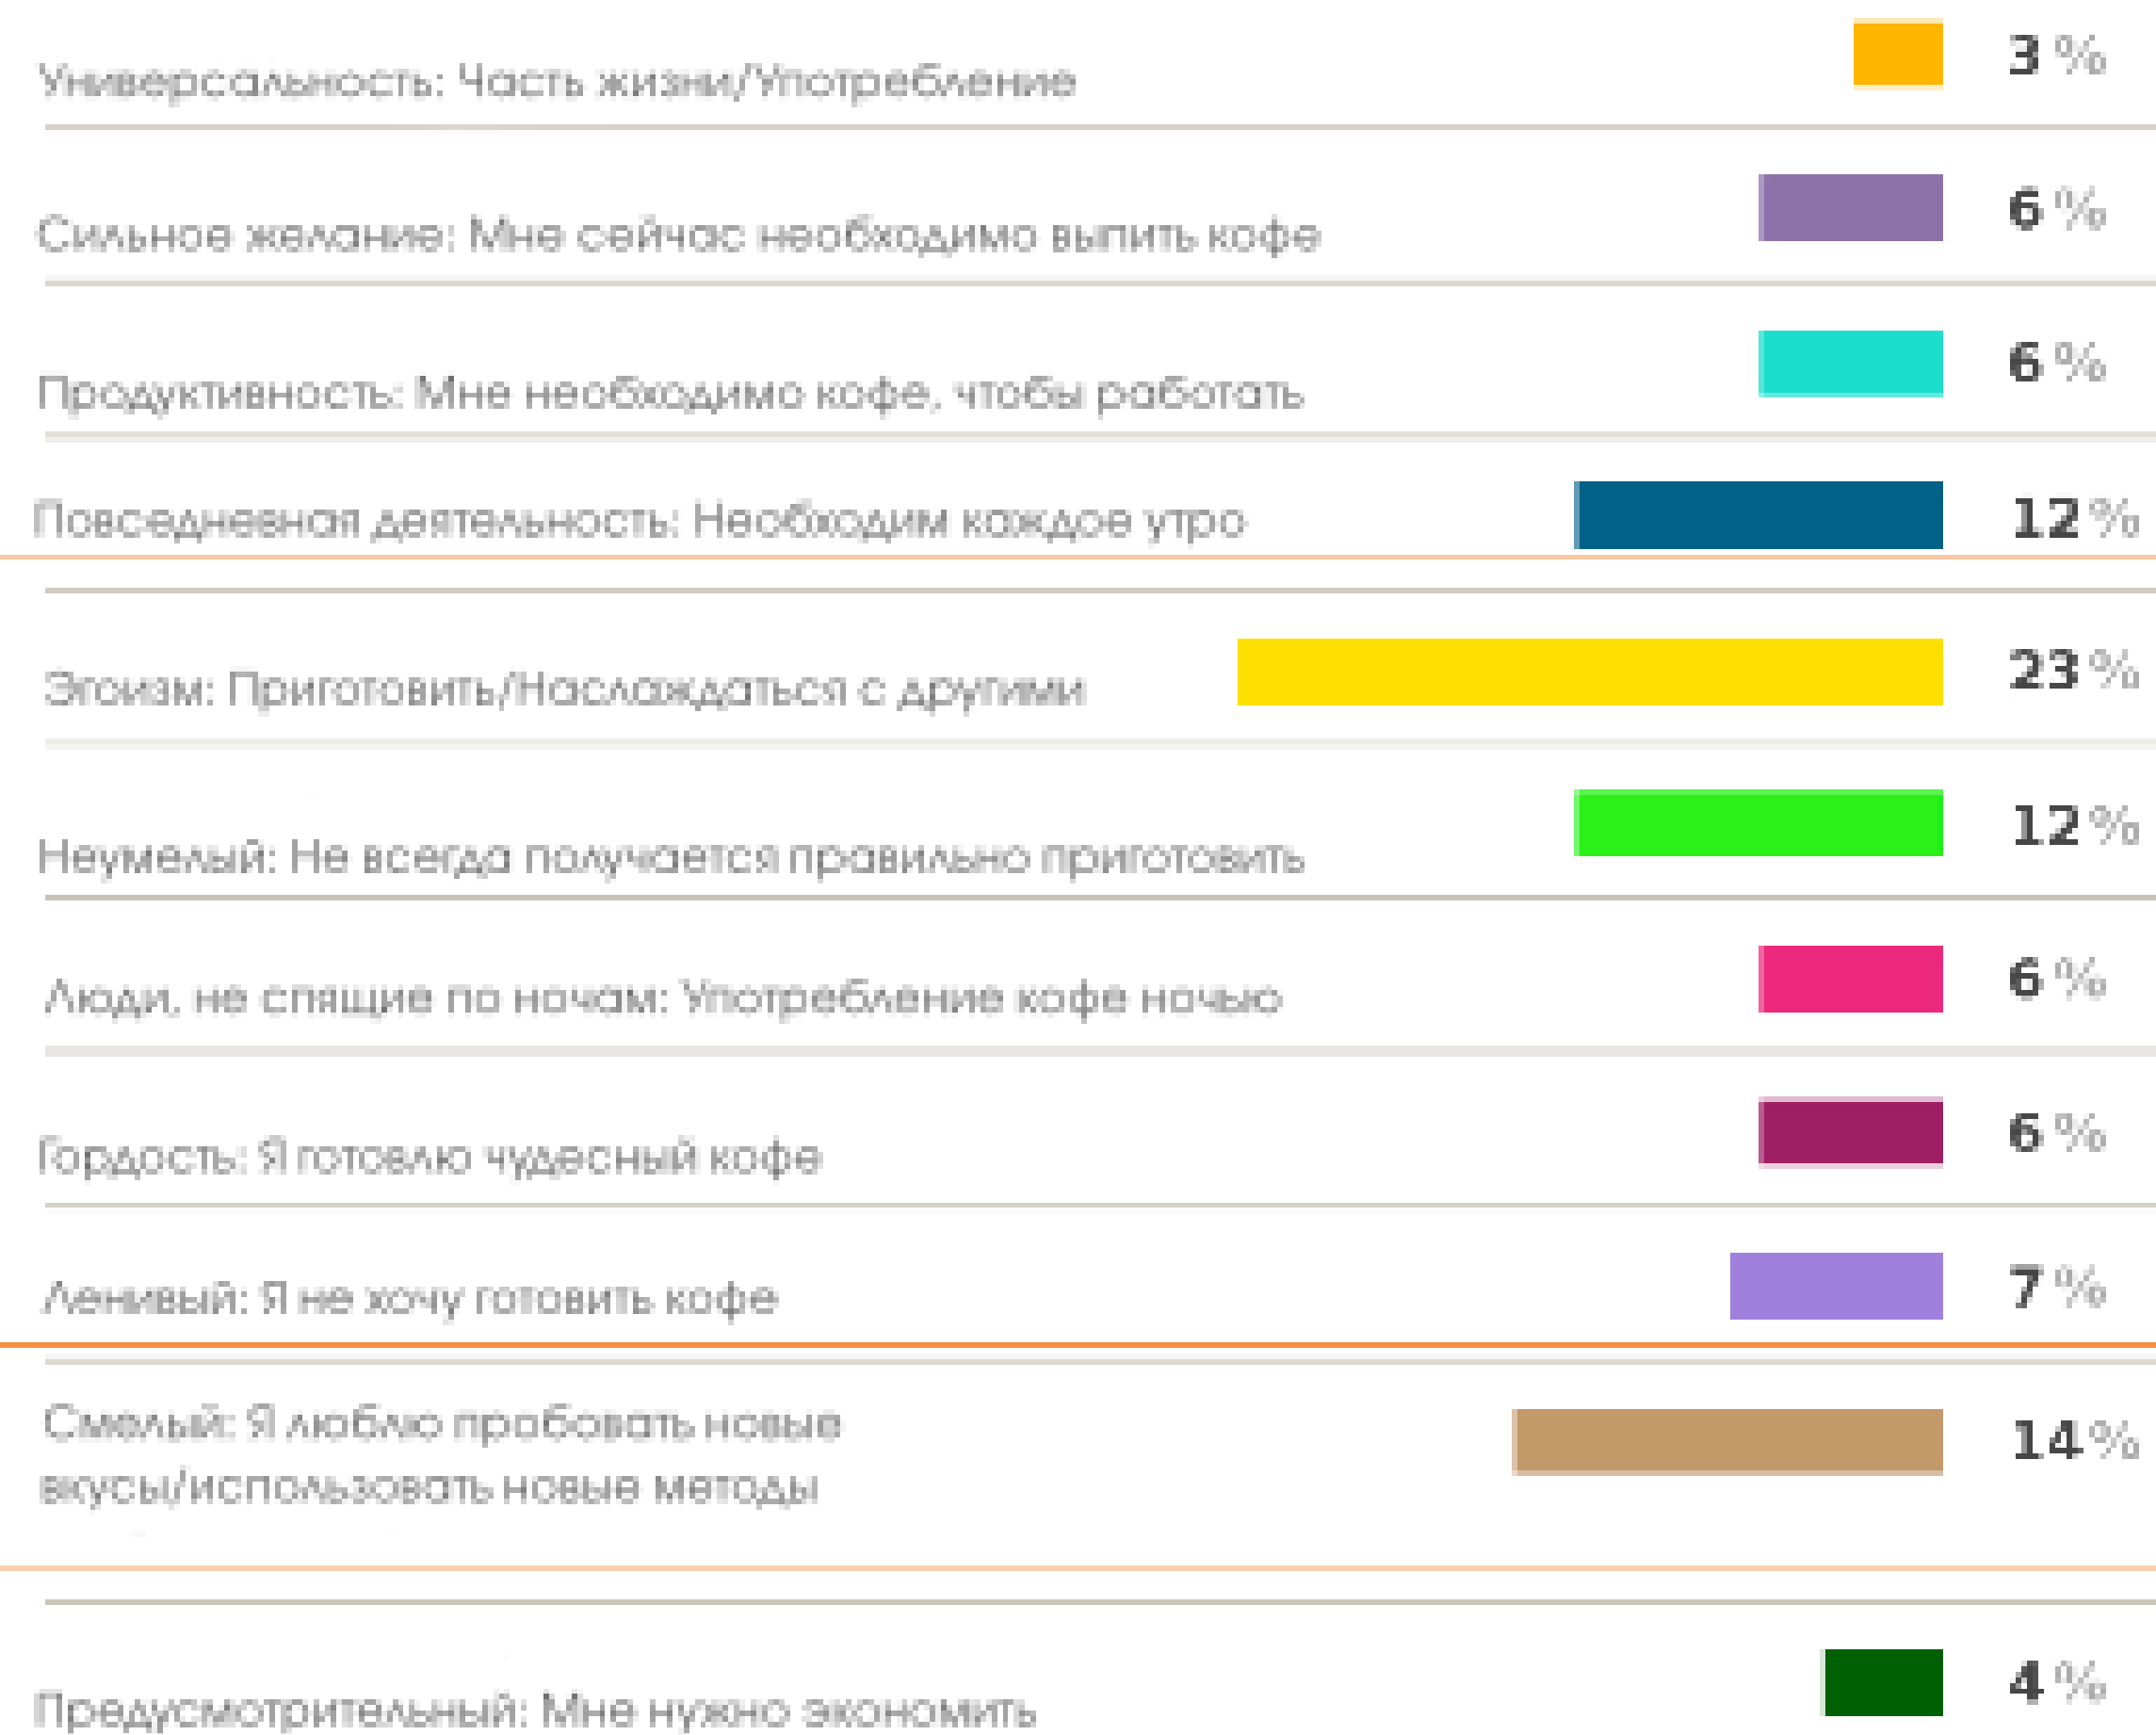 Универсальность: Часть жизни/Употребление 3%
Сильное желание: Мне сейчас необходимо выпить кофе 6%
Продуктивность: Мне необходимо кофе, чтобы работать 6%
Повседневная деятельность: Необходим каждое утро 12%
Эгоизм: Приготовить/Наслаждаться с другими 23%
Неумелый: Не всегда получается правильно приготовить 12%
Люди, не спящие по ночам: Употребление кофе ночью 6%
Гордость: Я готовлю чудесный кофе 6%
Ленивый: Я не хочу готовить кофе 7%
Смелый: Я люблю пробовать новые
вкусы/использовать новые методы 14%
Предусмотрительный: Мне нужно экономить 4%